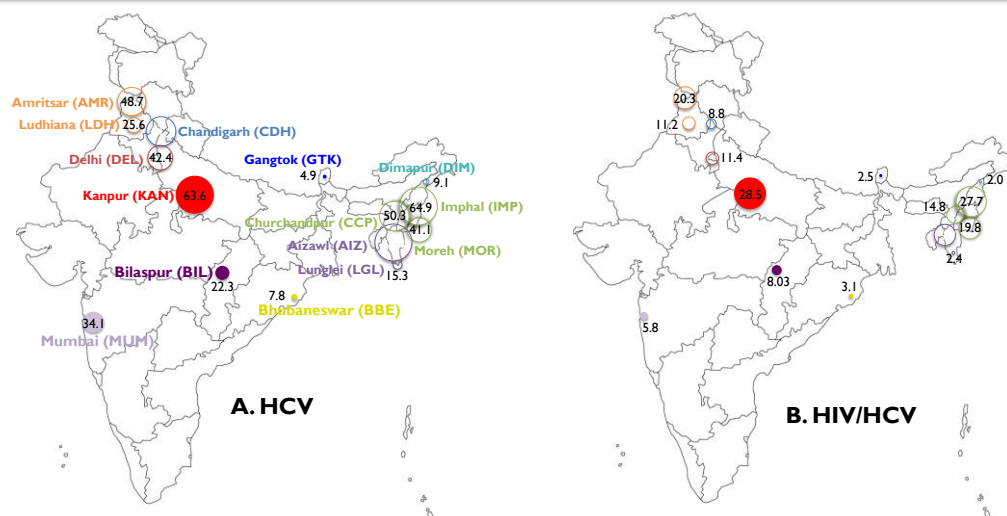 48.7
Amritsar (AMR)
25.6
Ludhiana (LDH)
Chandigarh (CDH)
42.4
Delhi (DEL)
Gangtok (GTK)
4.9
Dimapur (DIM)
9.1
Kanpur (KAN)
63.6
64.9
Imphal (IMP)
50.3
Churchandpur (CCP)
41.1
Aizawl (AIZ)
Moreh (MOR)
Lunglei (LGL)
15.3
Bilaspur (BIL)
22.3
7.8
Bhubaneswar (BBE)
34.1
Mumbai (MUM)
A. HCV
20.3
8.8
11.2
11.4
2.5
2.0
28.5
27.7
14.8
19.8
2.4
8.03
3.1
5.8
B. HIV/HCV